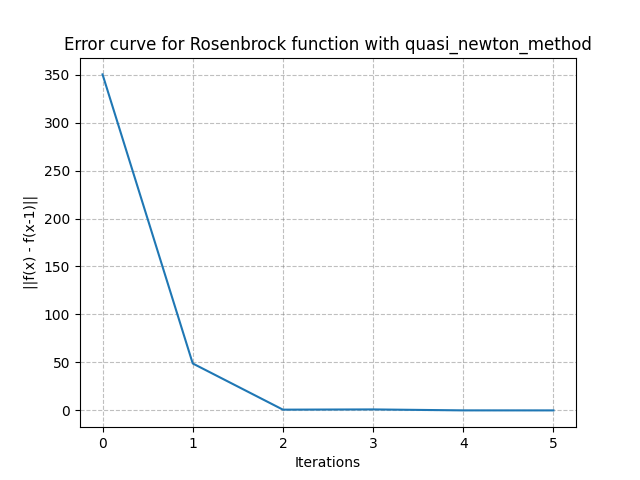 Error curve for Rosenbrock function with quasi_newton_method
350
300
250
200
150
100
50
0
||f(x) - f(x-1)||
0 1 2 3 4 5
Iterations